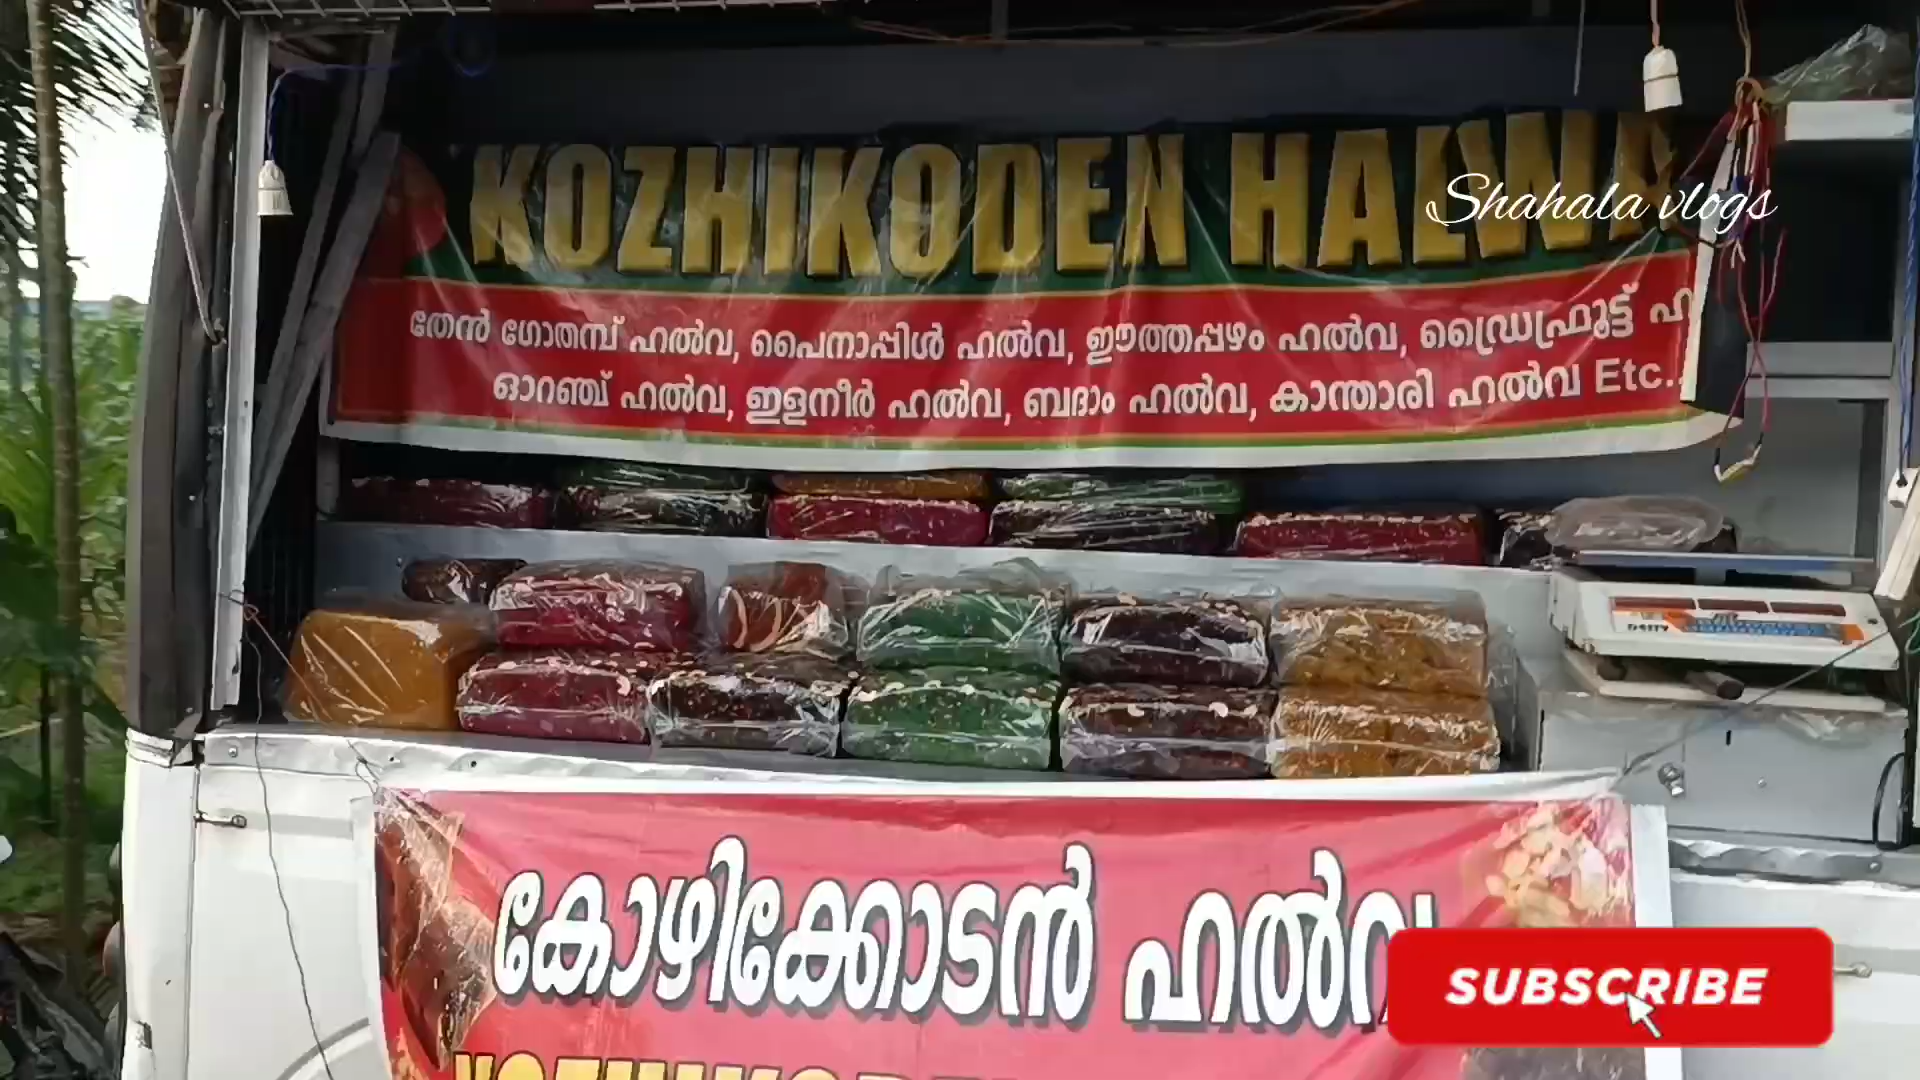 KOZHIKODEN HALWA
Shahala vlogs
തേൻ ഗോതമ്പ് ഹൽവ, പൈനാപ്പിൾ ഹൽവ, ഈത്തപ്പഴം ഹൽവ, ഡ്രൈഫ്രൂട്ട് ഹ
ഓറഞ്ച് ഹൽവ, ഇളനീർ ഹൽവ, ബദാം ഹൽവ, കാന്താരി ഹൽവ Etc..
കോഴിക്കോടൻ ഹൽവ
SUBSCRIBE